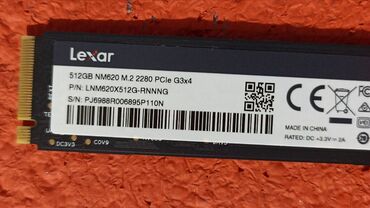 Lexar
512GB NM620 M.2 2280 PCIe G3x4
P/N: LNM620X512G-RNNNG
S/N: PJ6988R006895P110N
MADE IN CHINA
RATED: DC +3.3V = 2A
DC3V3
C0V9